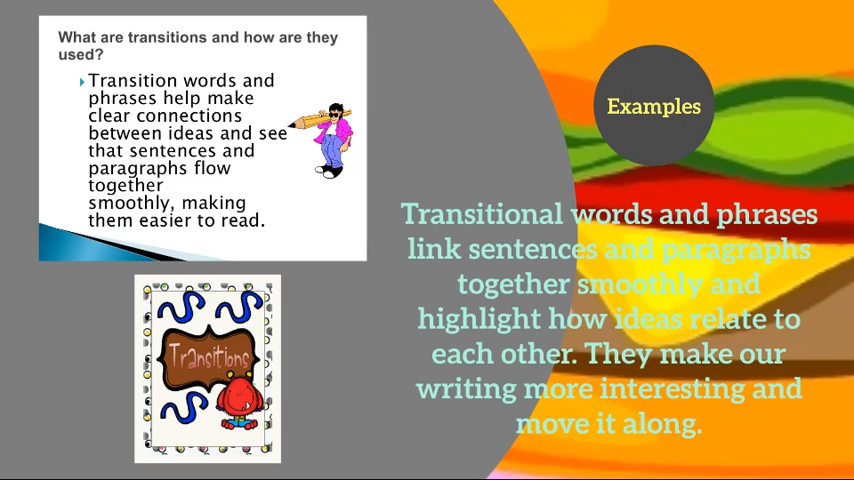 What are transitions and how are they
used?
Transition words and
phrases help make
clear connections
between ideas and see
that sentences and
paragraphs flow
together
smoothly, making
them easier to read.
Transitions
Examples
Transitional words and phrases
link sentences and paragraphs
together smoothly and
highlight how ideas relate to
each other. They make our
writing more interesting and
move it along.